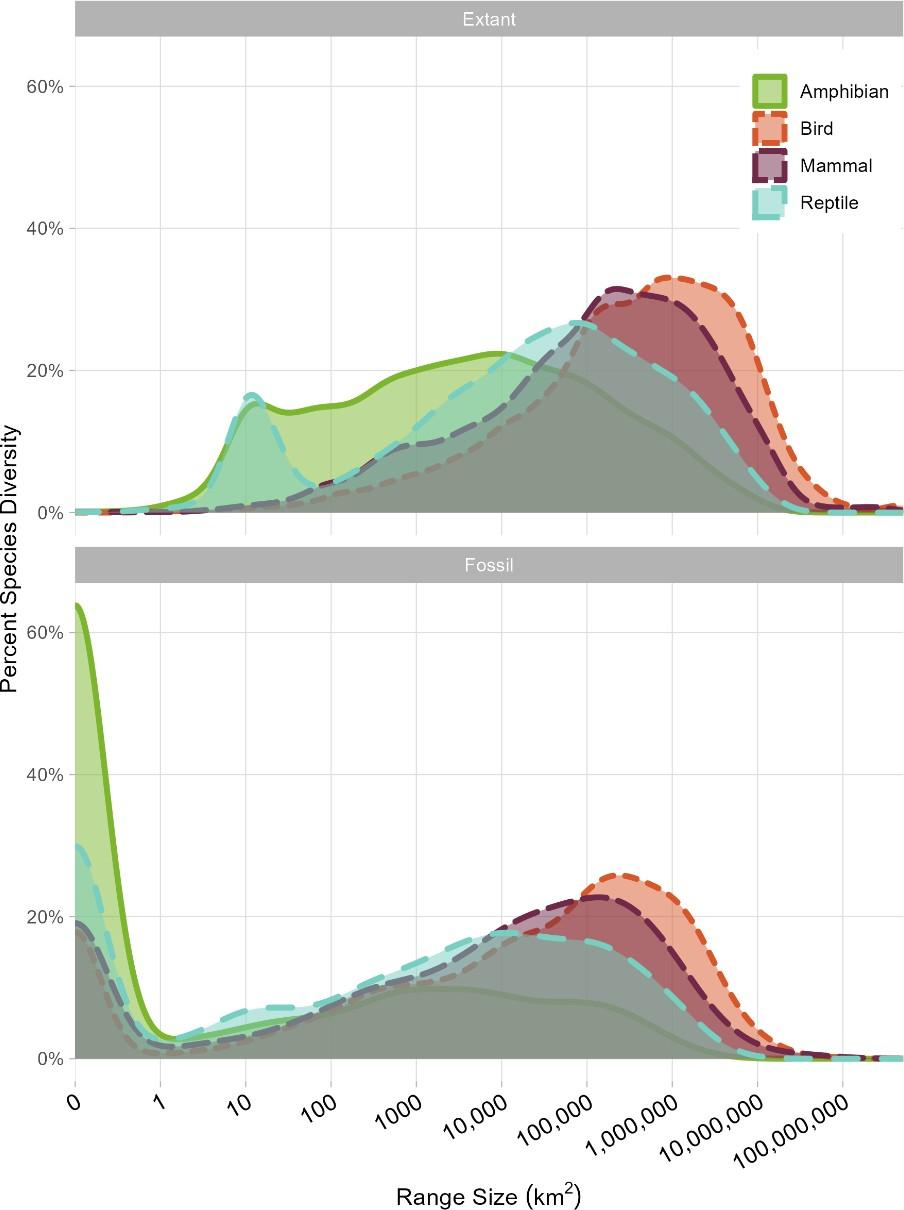 Extant
60%
40%
20%
0%
Amphibian
Bird
Mammal
Reptile
Percent Species Diversity
Fossil
60%
40%
20%
0%
0
1
10
100
1000
10,000
100,000
1,000,000
10,000,000
100,000,000
Range Size (km²)